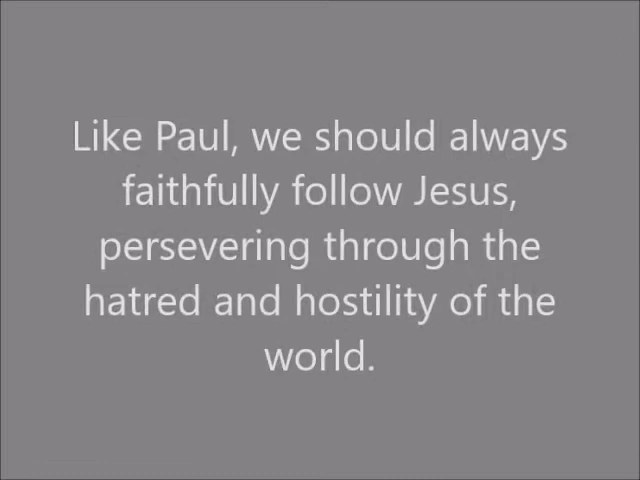 Like Paul, we should always
faithfully follow Jesus,
persevering through the
hatred and hostility of the
world.